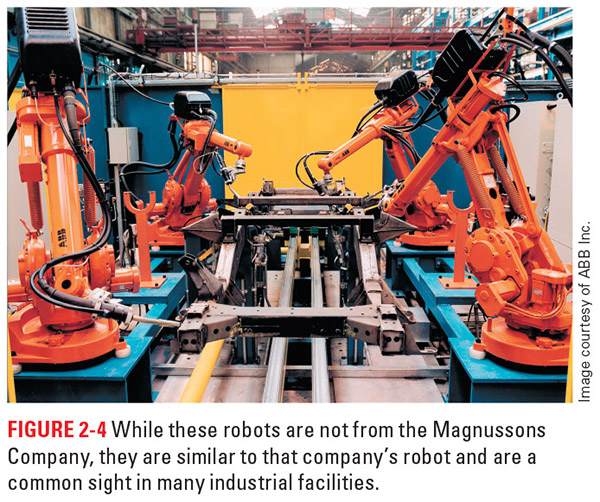 ABB
Image courtesy of ABB Inc.
FIGURE 2-4 While these robots are not from the Magnussons
Company, they are similar to that company's robot and are a
common sight in many industrial facilities.